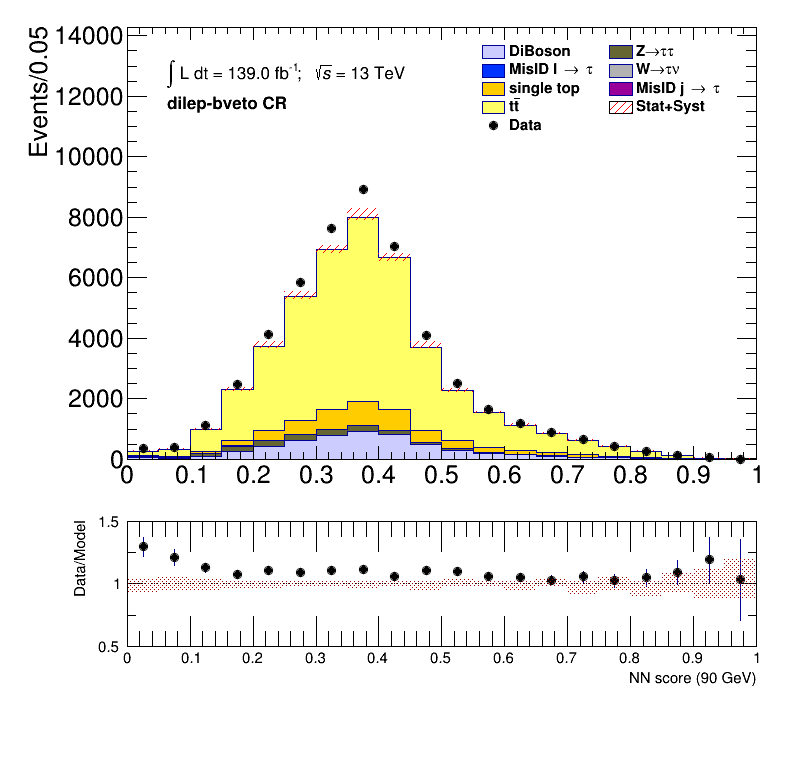 Events/0.05
14000
12000
10000
8000
6000
4000
2000
0
∫ L dt = 139.0 fb⁻¹; √s = 13 TeV
dilep-bveto CR
DiBoson
Z→ττ
MisID l → τ
W→τν
single top
MisID j → τ
tt̄
Stat+Syst
Data
0 0.1 0.2 0.3 0.4 0.5 0.6 0.7 0.8 0.9 1
Data/Model
1.5
1
0.5
0 0.1 0.2 0.3 0.4 0.5 0.6 0.7 0.8 0.9 1
NN score (90 GeV)